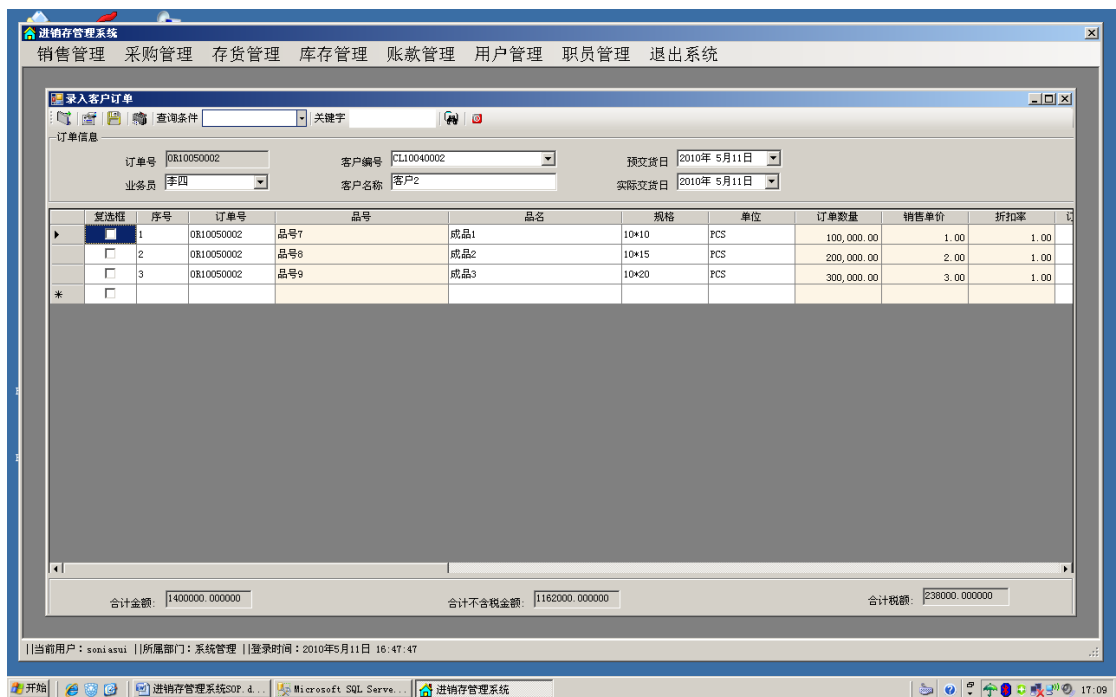 进销存管理系统
销售管理 采购管理 存货管理 库存管理 账款管理 用户管理 职员管理 退出系统
录入客户订单
查询条件 关键字
订单信息
订单号 OR10050002 客户编号 CL10040002 预交货日 2010年 5月11日
业务员 李四 客户名称 客户2 实际交货日 2010年 5月11日
复选框 序号 订单号 品号 品名 规格 单位 订单数量 销售单价 折扣率
1 OR10050002 品号7 成品1 10*10 PCS 100,000.00 1.00 1.00
2 OR10050002 品号8 成品2 10*15 PCS 200,000.00 2.00 1.00
3 OR10050002 品号9 成品3 10*20 PCS 300,000.00 3.00 1.00
合计金额: 1400000.000000 合计不含税金额: 1162000.000000 合计税额: 238000.000000
||当前用户：soniasui ||所属部门：系统管理 ||登录时间：2010年5月11日 16:47:47
开始 进销存管理系统SOP.d... Microsoft SQL Serve... 进销存管理系统 17:09